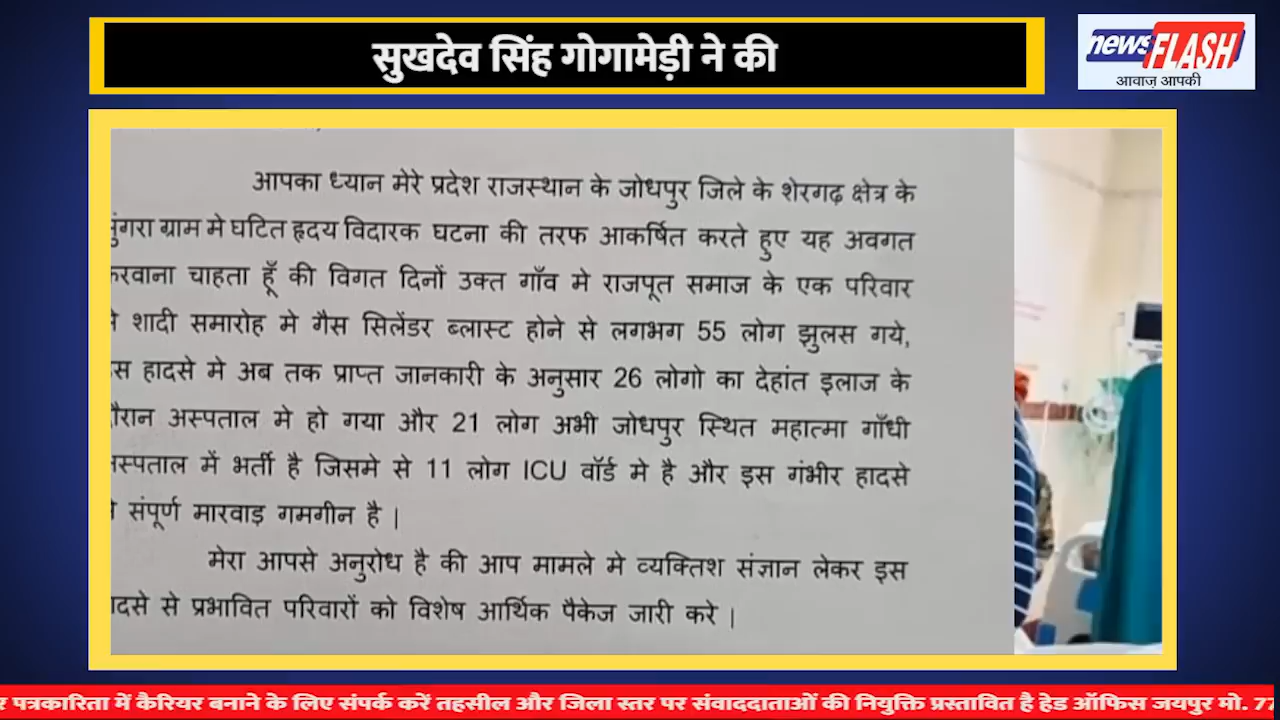 सुखदेव सिंह गोगामेड़ी ने की
news FLASH
आवाज़ आपकी
आपका ध्यान मेरे प्रदेश राजस्थान के जोधपुर जिले के शेरगढ़ क्षेत्र के
ग्राम मे घटित हृदय विदारक घटना की तरफ आकर्षित करते हुए यह अवगत
चाहता हूँ की विगत दिनों उक्त गाँव मे राजपूत समाज के एक परिवार
शादी समारोह मे गैस सिलेंडर ब्लास्ट होने से लगभग 55 लोग झुलस गये,
हादसे मे अब तक प्राप्त जानकारी के अनुसार 26 लोगो का देहांत इलाज के
अस्पताल मे हो गया और 21 लोग अभी जोधपुर स्थित महात्मा गाँधी
में भर्ती है जिसमे से 11 लोग ICU वॉर्ड मे है और इस गंभीर हादसे
संपूर्ण मारवाड़ गमगीन है |
मेरा आपसे अनुरोध है की आप मामले मे व्यक्तिश संज्ञान लेकर इस
से प्रभावित परिवारों को विशेष आर्थिक पैकेज जारी करे |
पत्रकारिता में कैरियर बनाने के लिए संपर्क करें तहसील और जिला स्तर पर संवाददाताओं की नियुक्ति प्रस्तावित है हेड ऑफिस जयपुर मो. 77